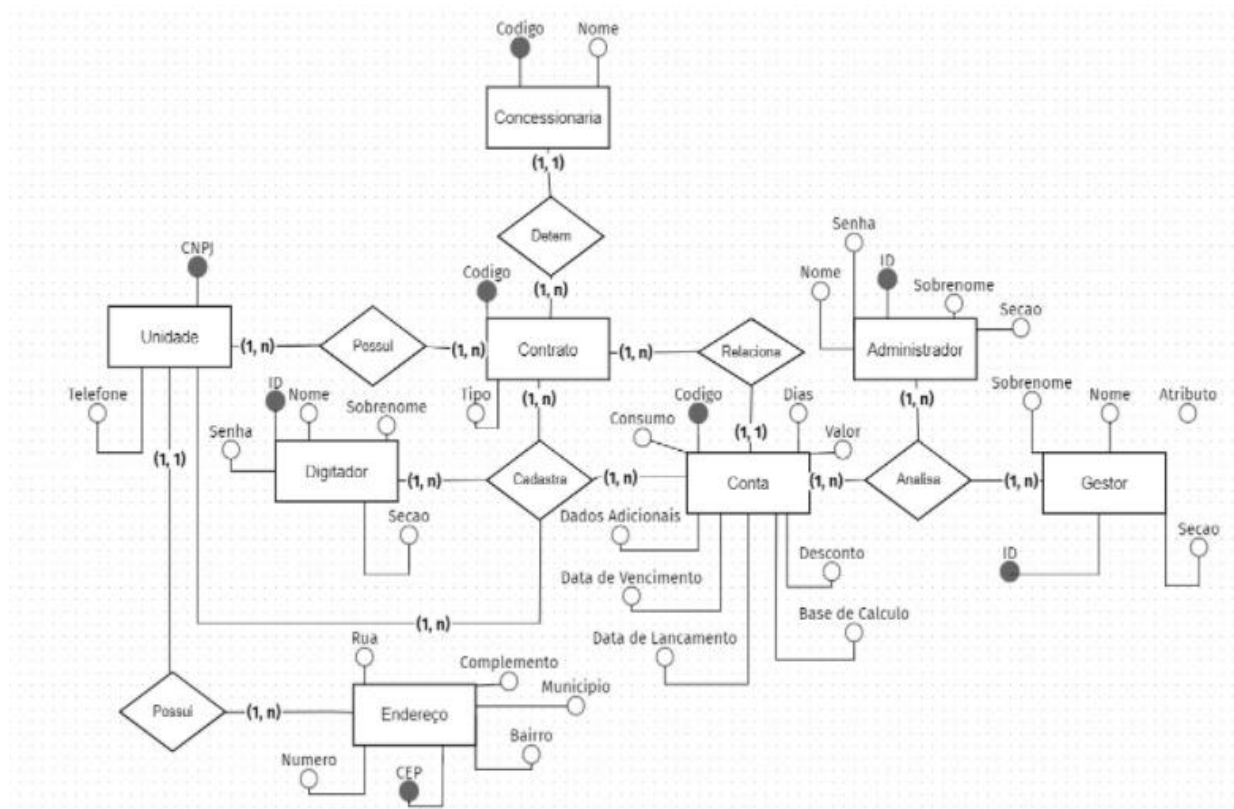 Codigo
Nome
Concessionaria
(1, 1)
Detem
(1, n)
Senha
CNPJ
Codigo
Nome
ID
Sobrenome
Secao
Unidade
(1, n)
Possui
(1, n)
Contrato
(1, n)
Relaciona
Administrador
Telefone
ID
Nome
Sobrenome
Tipo
(1, n)
Codigo
Dias
(1, n)
Sobrenome
Nome
Atributo
Senha
Consumo
(1, 1)
Valor
(1, 1)
Digitador
(1, n)
Cadastra
(1, n)
Conta
(1, n)
Analisa
(1, n)
Gestor
Secao
Dados Adicionais
Secao
Desconto
ID
Data de Vencimento
Base de Calculo
(1, n)
Data de Lancamento
Rua
Complemento
Municipio
Possui
(1, n)
Endereço
Bairro
Numero
CEP